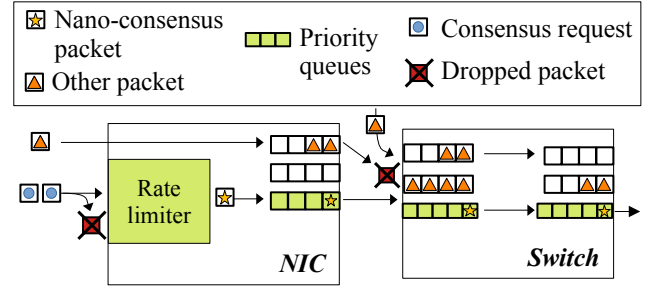 Nano-consensus
packet
Priority
queues
Consensus request
Other packet
Dropped packet
Rate
limiter
NIC
Switch